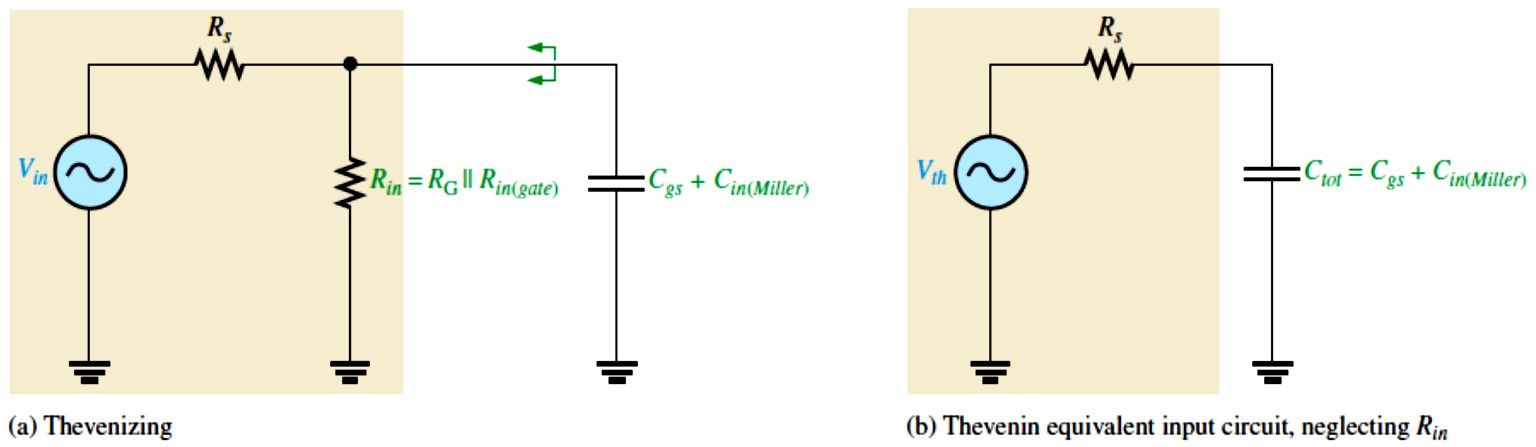 R_s
R_s
V_in
R_in = R_G || R_in(gate)
C_gs + C_in(Miller)
V_th
C_tot = C_gs + C_in(Miller)
(a) Thevenizing
(b) Thevenin equivalent input circuit, neglecting R_in